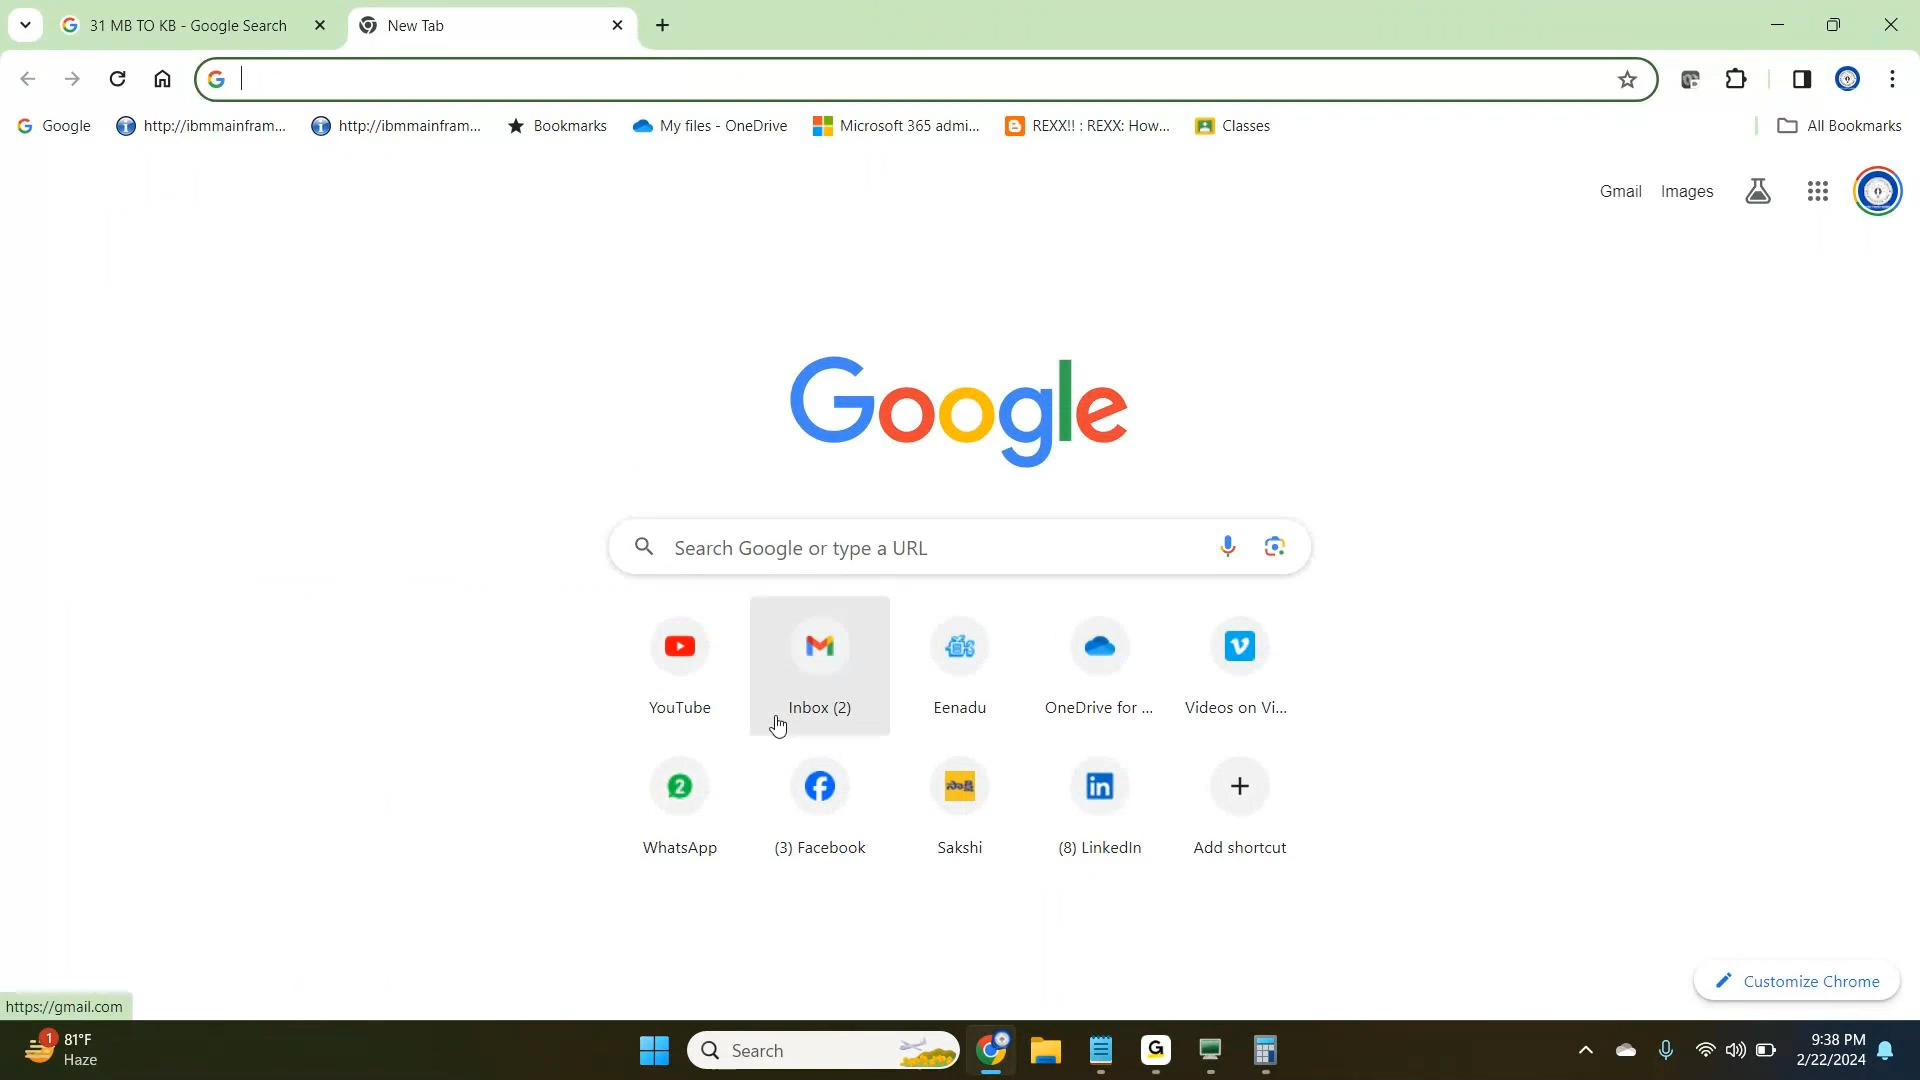 31 MB TO KB - Google Search
New Tab
Google
http://ibmmainfram...
http://ibmmainfram...
Bookmarks
My files - OneDrive
Microsoft 365 admi...
REXX!! : REXX: How...
Classes
All Bookmarks
Gmail
Images
Google
Search Google or type a URL
YouTube
Inbox (2)
Eenadu
OneDrive for ...
Videos on Vi...
2
సాక్షి
in
WhatsApp
(3) Facebook
Sakshi
(8) LinkedIn
Add shortcut
Customize Chrome
https://gmail.com
1
81°F
Haze
Search
G
9:38 PM
2/22/2024